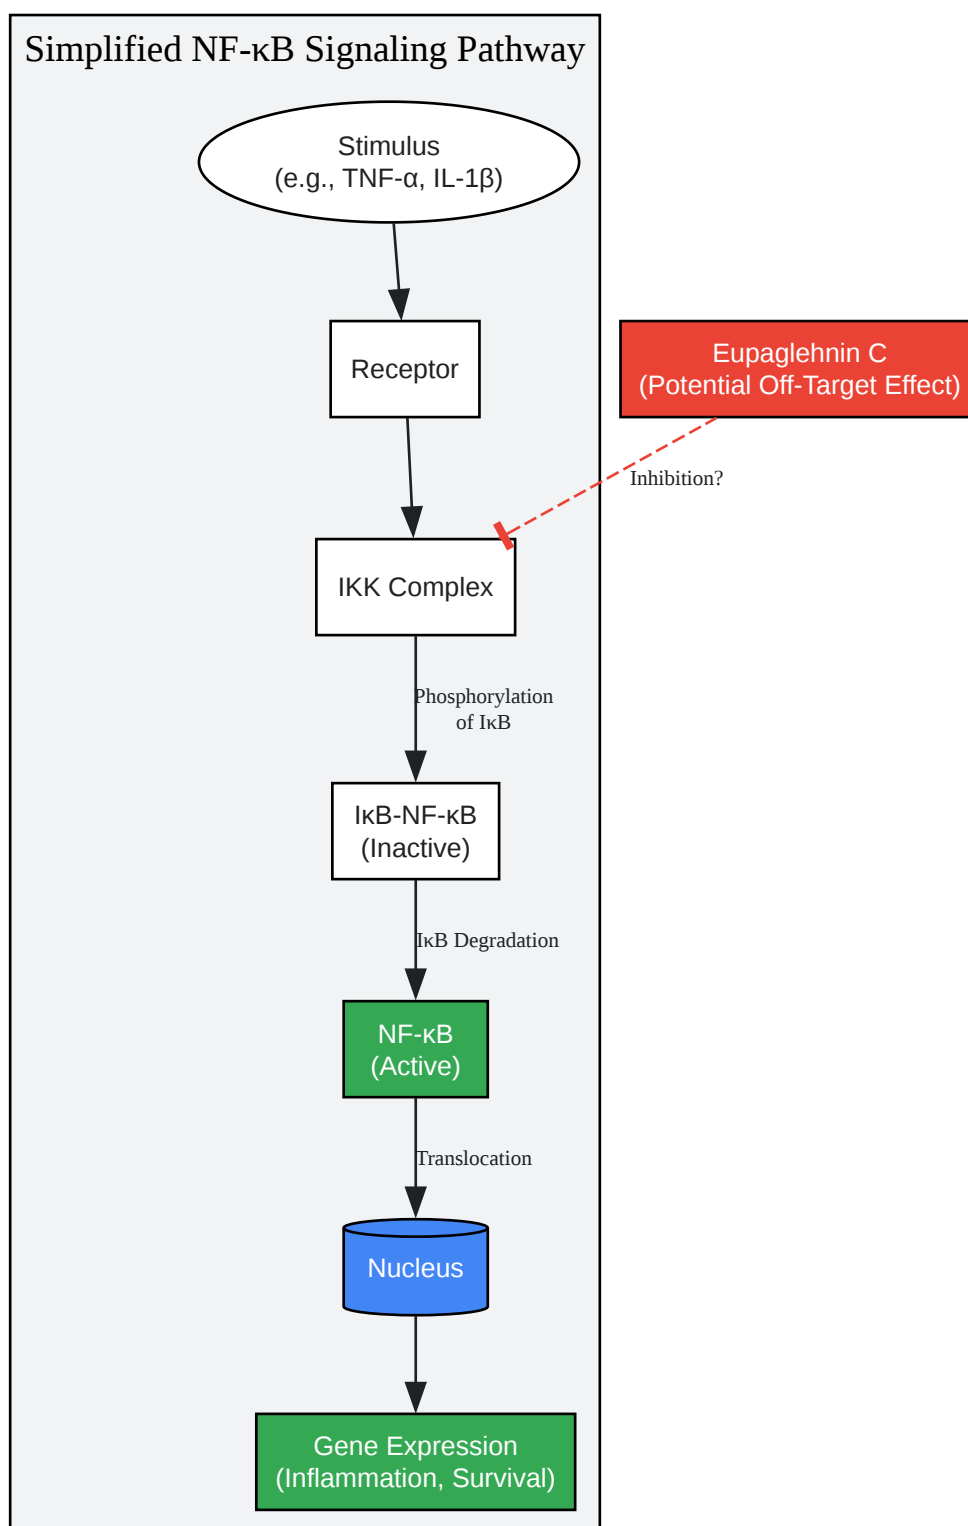 Simplified NF-κB Signaling Pathway
Stimulus
(e.g., TNF-α, IL-1β)
Receptor
Eupaglehnin C
(Potential Off-Target Effect)
Inhibition?
IKK Complex
Phosphorylation
of IκB
IκB-NF-κB
(Inactive)
IκB Degradation
NF-κB
(Active)
Translocation
Nucleus
Gene Expression
(Inflammation, Survival)